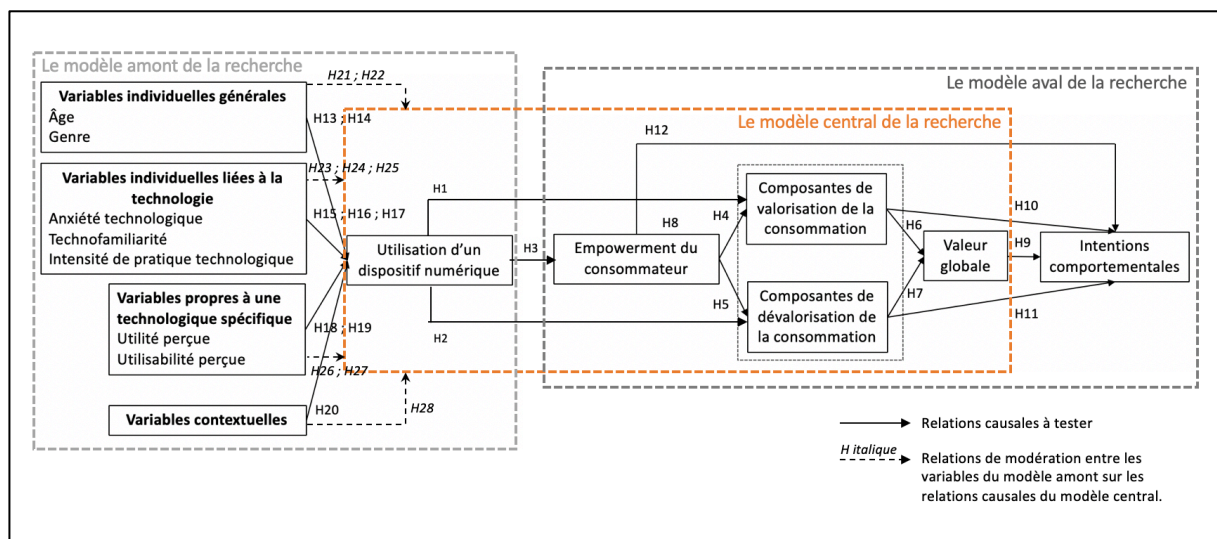 Le modèle amont de la recherche
H21 ; H22
Le modèle aval de la recherche
Variables individuelles générales
Âge
Genre
H13 ; H14
H12
Le modèle central de la recherche
H23 ; H24 ; H25
Variables individuelles liées à la
technologie
Anxiété technologique
Technofamiliarité
Intensité de pratique technologique
H15 ; H16 ; H17
H1
Composantes de
valorisation de la
consommation
H4
H8
H10
H6
Utilisation d’un
dispositif numérique
H3
Empowerment du
consommateur
Valeur
globale
H9
Intentions
comportementales
H5
H7
Composantes de
dévalorisation de
la consommation
H11
H2
Variables propres à une
technologique spécifique
Utilité perçue
Utilisabilité perçue
H18 ; H19
H26 ; H27
Variables contextuelles
H20
H28
Relations causales à tester
H italique
Relations de modération entre les
variables du modèle amont sur les
relations causales du modèle central.